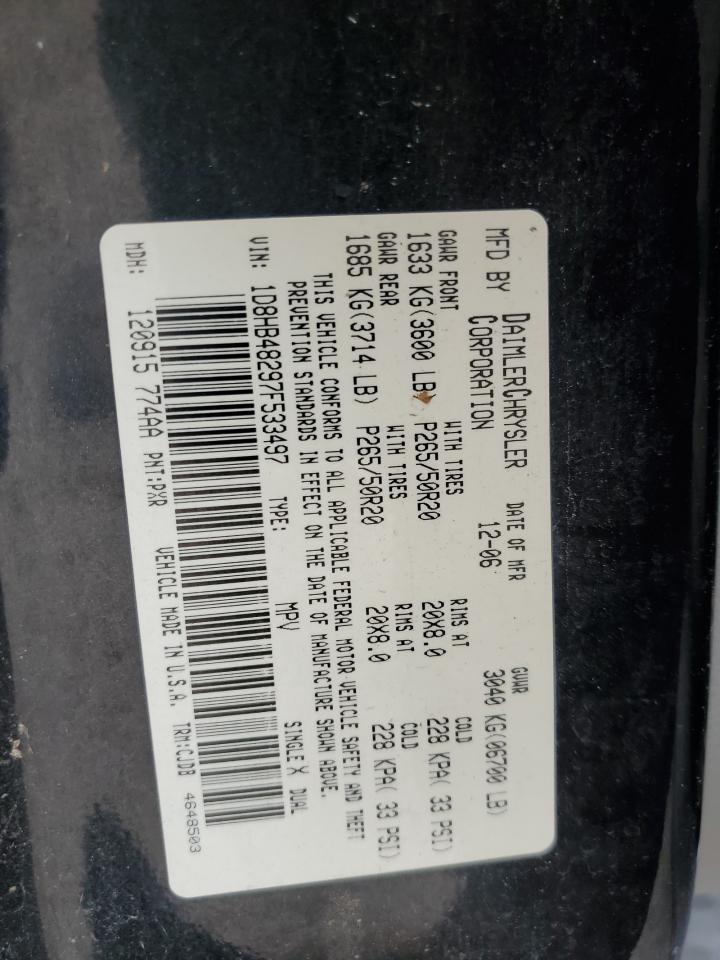 MFD BY DAIMLERCHRYSLER CORPORATION DATE OF MFR 12-06 GVWR 3040 KG(06700 LB)
GAWR FRONT WITH TIRES RIMS AT COLD
1633 KG(3600 LB) P265/50R20 20X8.0 228 KPA( 33 PSI)
GAWR REAR WITH TIRES RIMS AT COLD
1685 KG(3714 LB) P265/50R20 20X8.0 228 KPA( 33 PSI)
THIS VEHICLE CONFORMS TO ALL APPLICABLE FEDERAL MOTOR VEHICLE SAFETY AND THEFT
PREVENTION STANDARDS IN EFFECT ON THE DATE OF MANUFACTURE SHOWN ABOVE.
VIN: 1D8HB48297F533497 TYPE: MPV SINGLE X DUAL
MDH: 120915 774AA PNT:PXR VEHICLE MADE IN U.S.A. TRM:CJDB 4648503